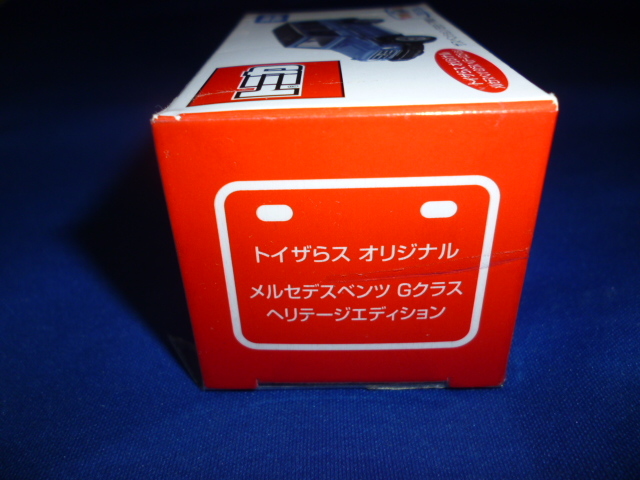 トイザらス オリジナル
メルセデスベンツ Gクラス
ヘリテージエディション